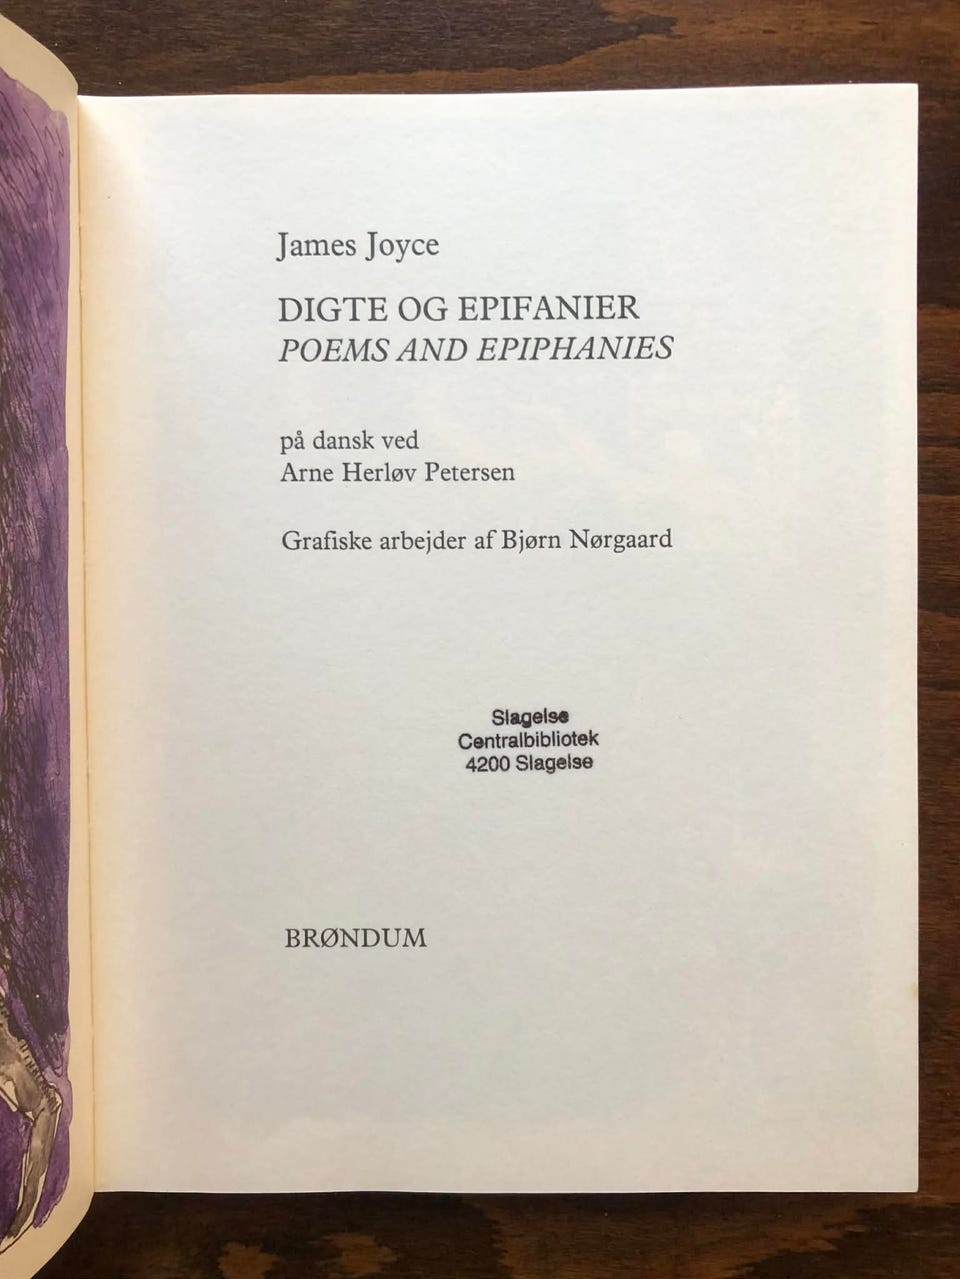 James Joyce
DIGTE OG EPIFANIER
POEMS AND EPIPHANIES
på dansk ved
Arne Herløv Petersen
Grafiske arbejder af Bjørn Nørgaard
Slagelse
Centralbibliotek
4200 Slagelse
BRØNDUM